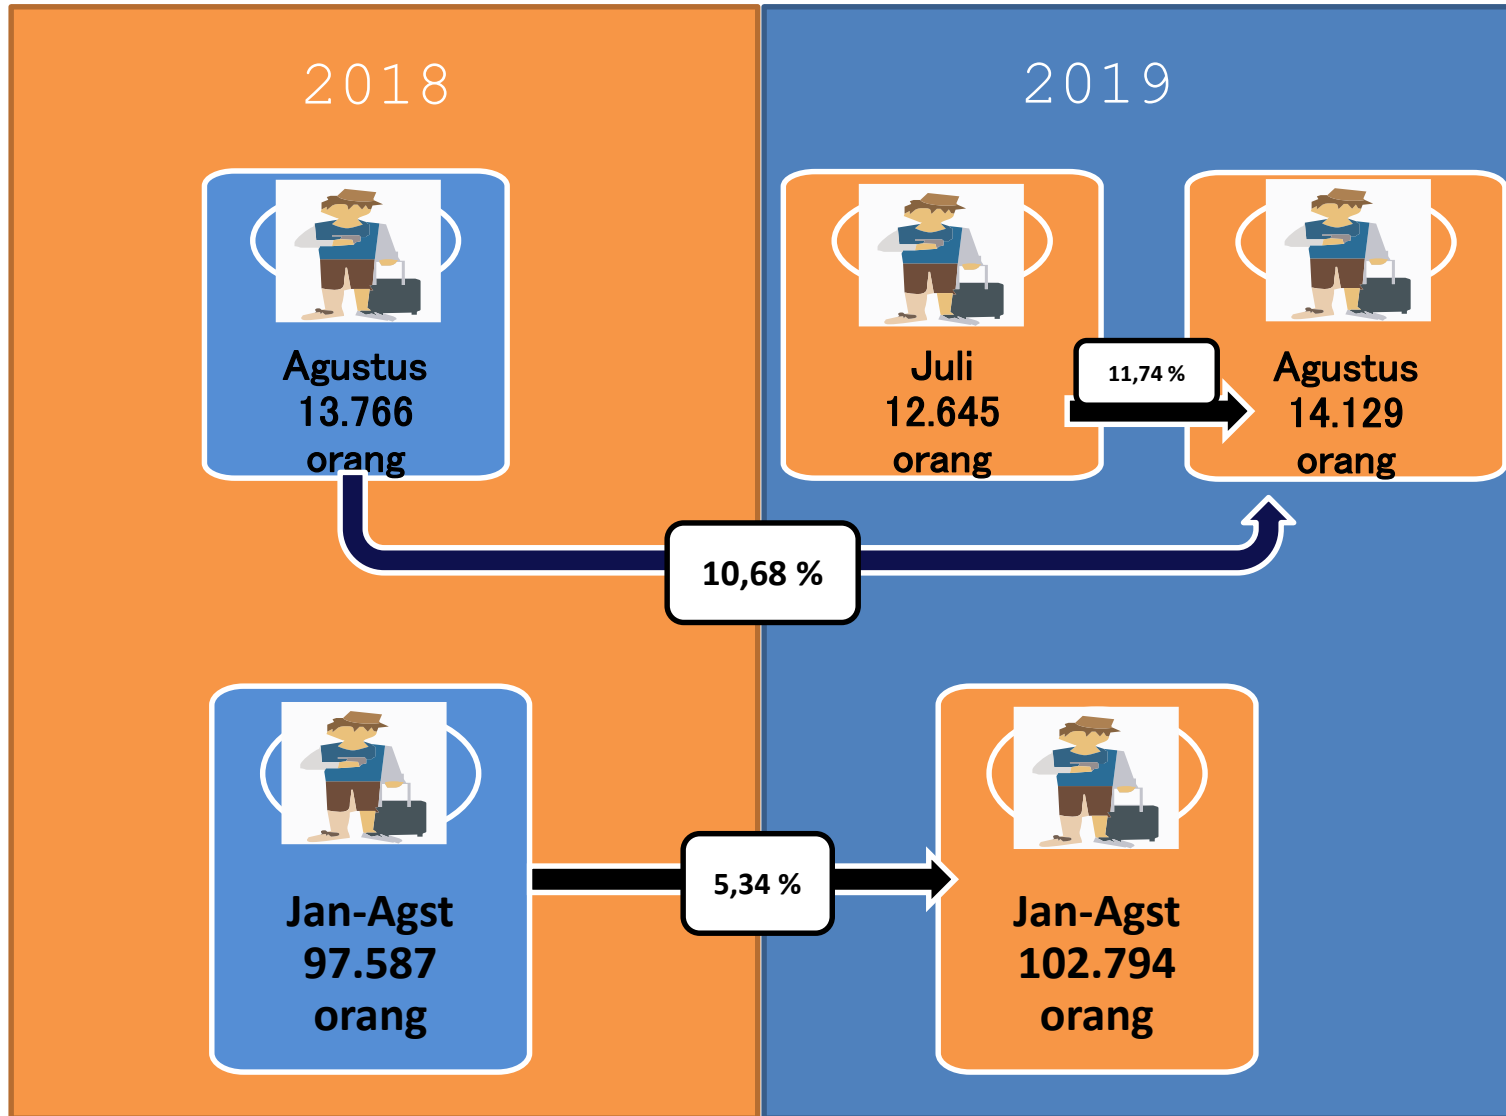 2018
2019
Agustus
13.766
orang
Juli
12.645
orang
11,74 %
Agustus
14.129
orang
10,68 %
Jan-Agst
97.587
orang
5,34 %
Jan-Agst
102.794
orang